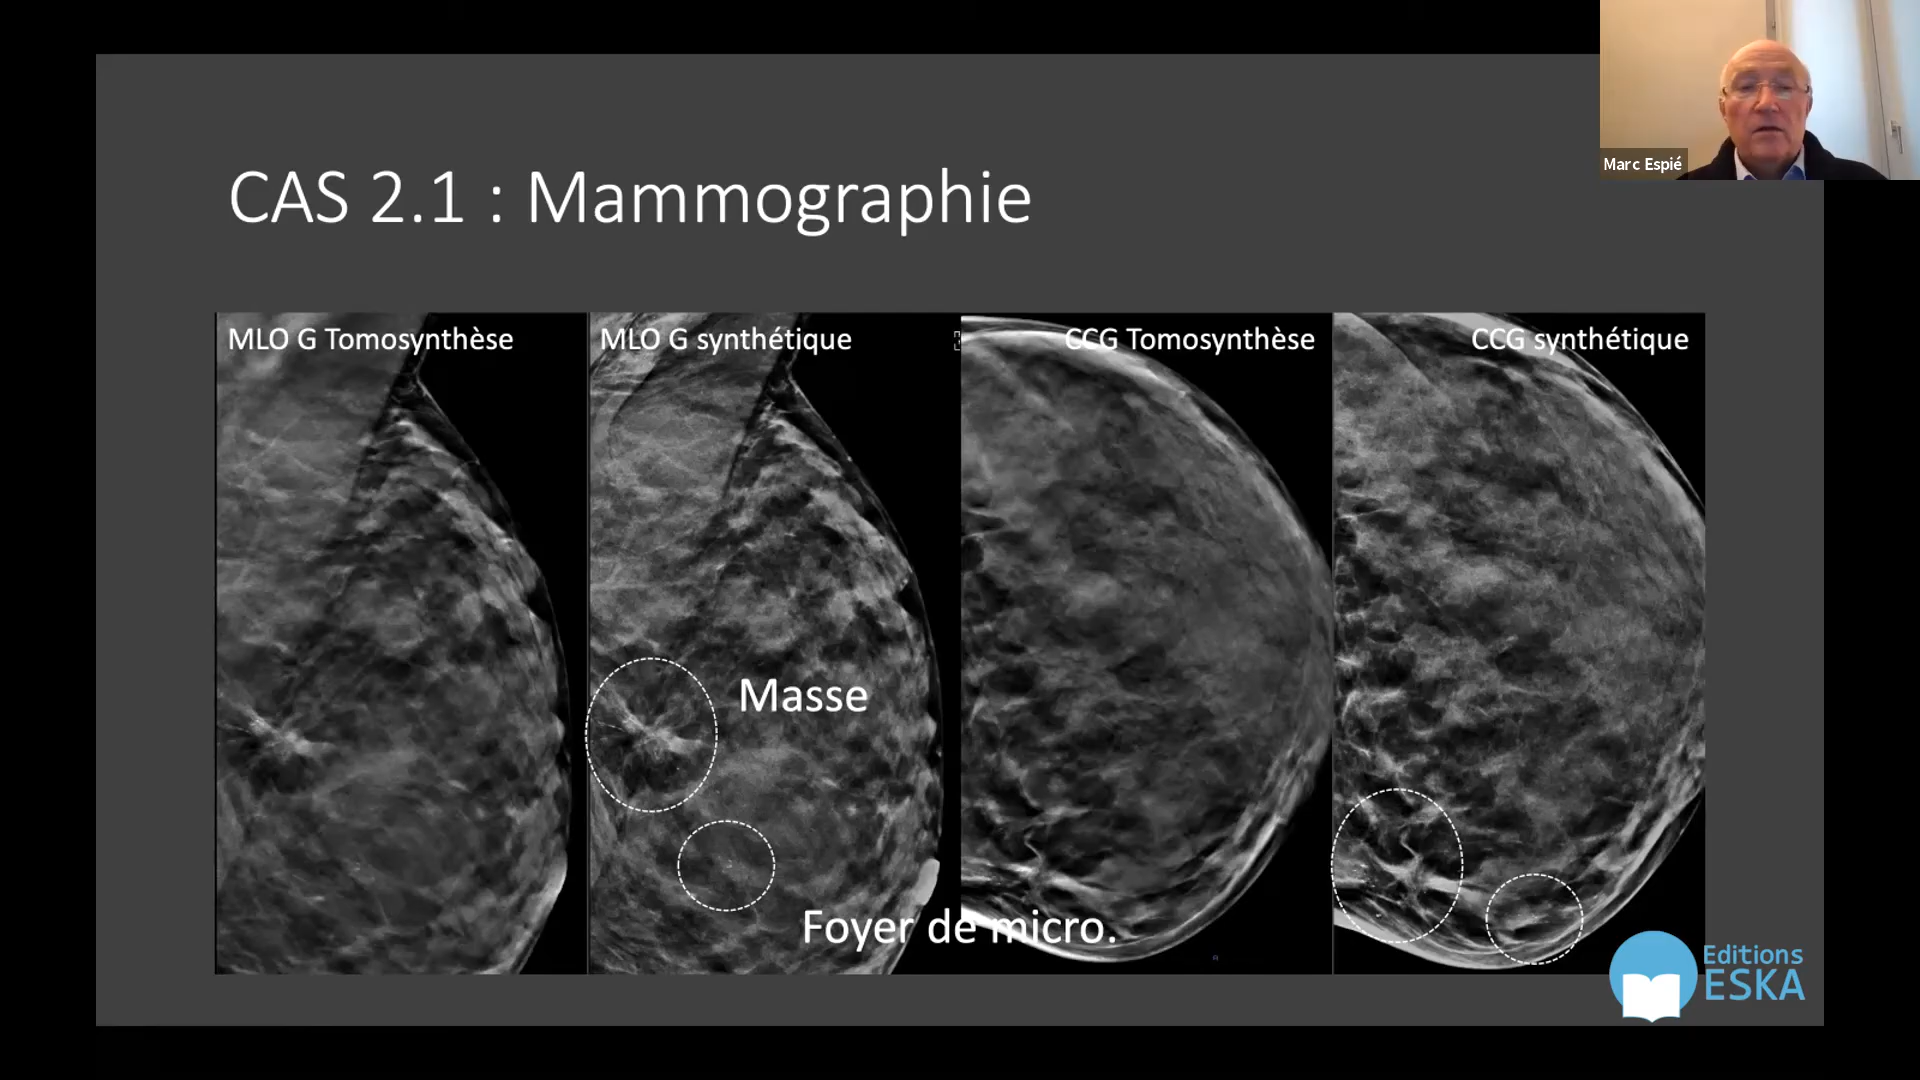 Marc Espié
CAS 2.1 : Mammographie
MLO G Tomosynthèse
MLO G synthétique
CCG Tomosynthèse
CCG synthétique
Masse
Foyer de micro.
Editions
ESKA